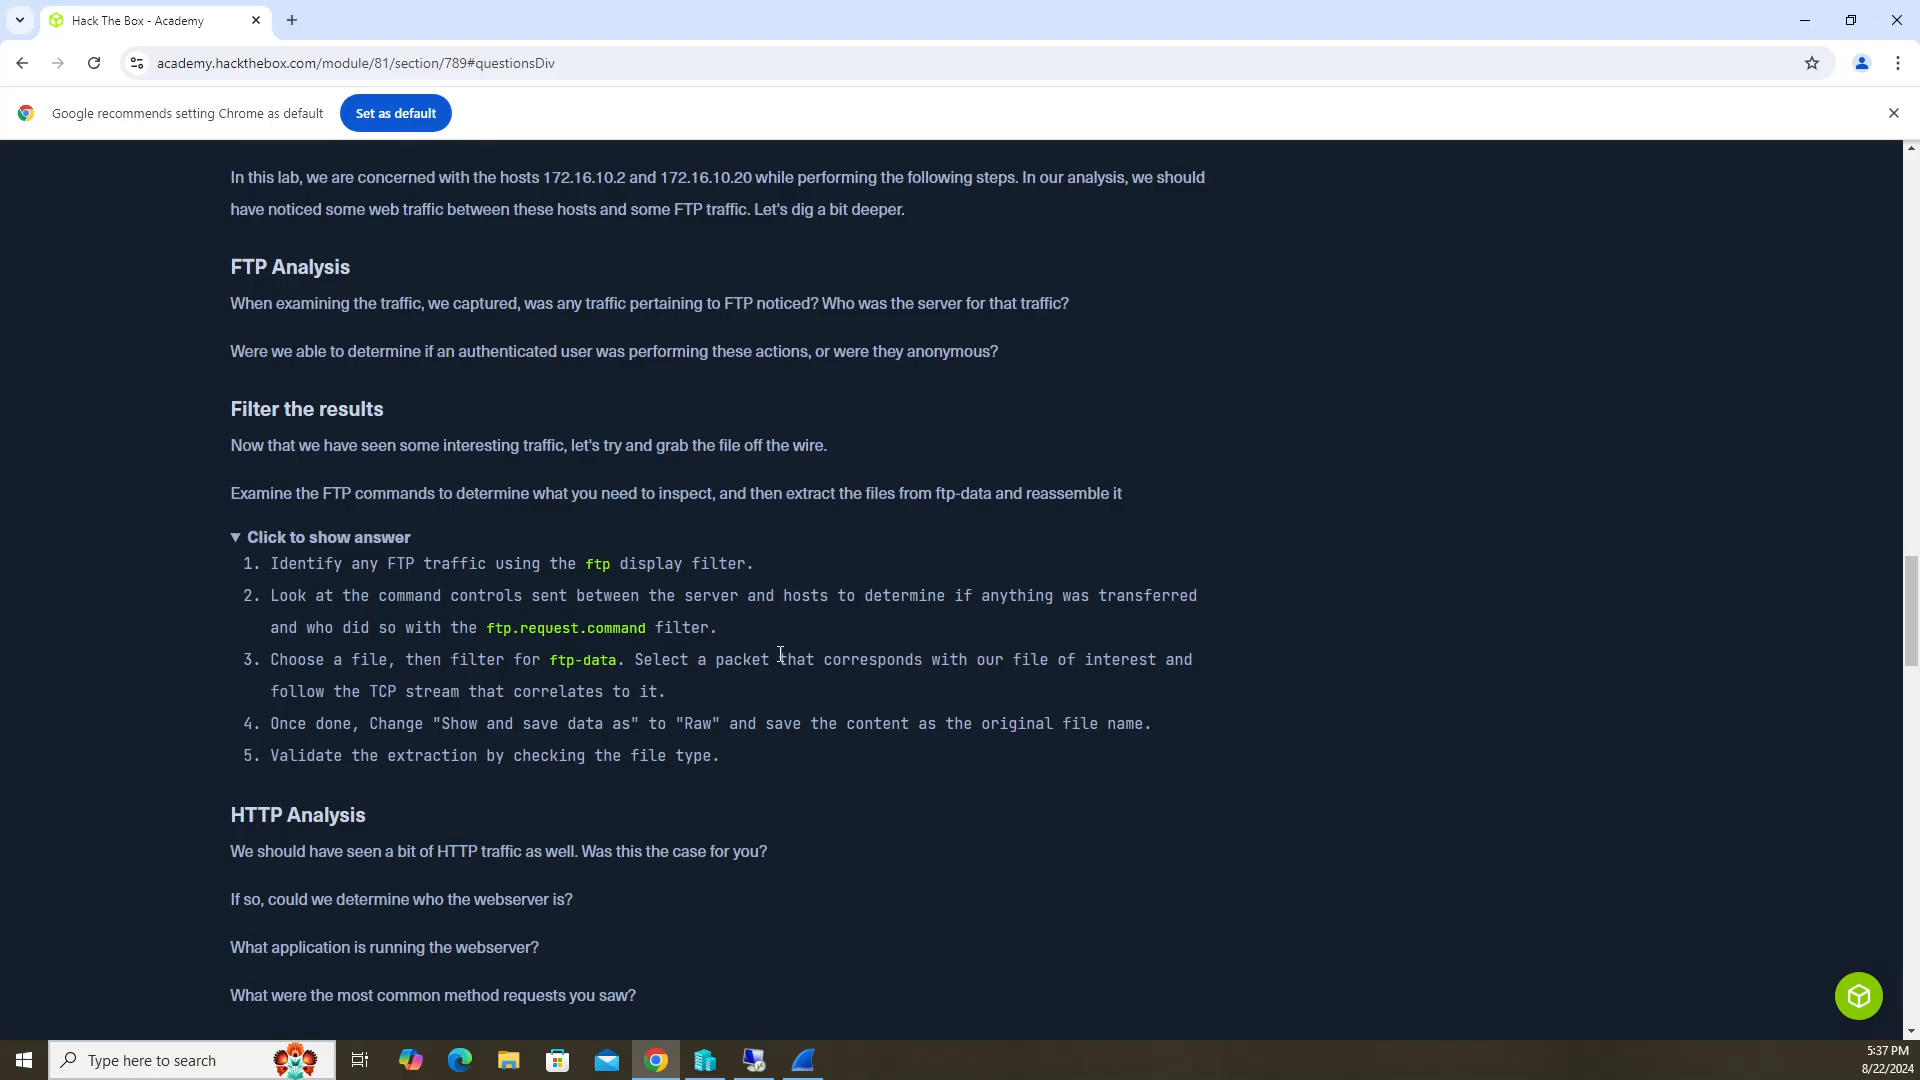 Hack The Box - Academy
academy.hackthebox.com/module/81/section/789#questionsDiv
Google recommends setting Chrome as default
Set as default
In this lab, we are concerned with the hosts 172.16.10.2 and 172.16.10.20 while performing the following steps. In our analysis, we should
have noticed some web traffic between these hosts and some FTP traffic. Let's dig a bit deeper.
FTP Analysis
When examining the traffic, we captured, was any traffic pertaining to FTP noticed? Who was the server for that traffic?
Were we able to determine if an authenticated user was performing these actions, or were they anonymous?
Filter the results
Now that we have seen some interesting traffic, let's try and grab the file off the wire.
Examine the FTP commands to determine what you need to inspect, and then extract the files from ftp-data and reassemble it
Click to show answer
1. Identify any FTP traffic using the ftp display filter.
2. Look at the command controls sent between the server and hosts to determine if anything was transferred
and who did so with the ftp.request.command filter.
3. Choose a file, then filter for ftp-data. Select a packet that corresponds with our file of interest and
follow the TCP stream that correlates to it.
4. Once done, Change "Show and save data as" to "Raw" and save the content as the original file name.
5. Validate the extraction by checking the file type.
HTTP Analysis
We should have seen a bit of HTTP traffic as well. Was this the case for you?
If so, could we determine who the webserver is?
What application is running the webserver?
What were the most common method requests you saw?
Type here to search
5:37 PM
8/22/2024